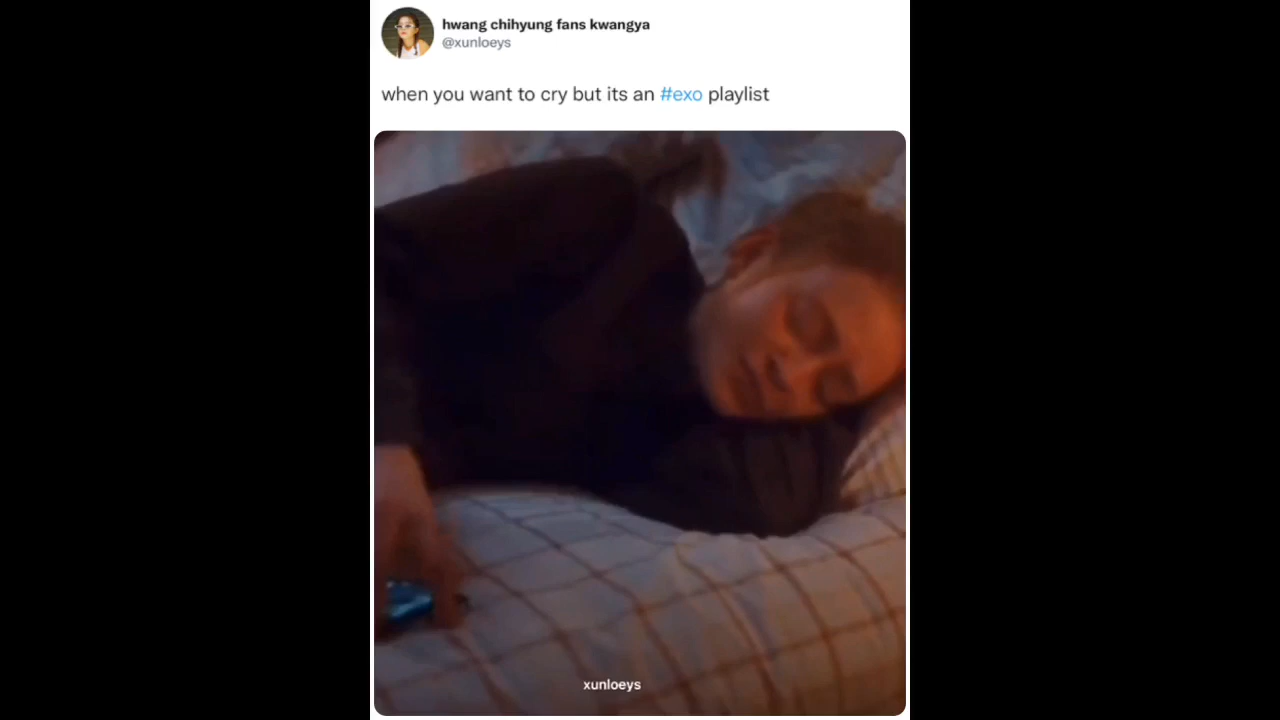 hwang chihyung fans kwangya
@xunloeys
when you want to cry but its an #exo playlist
xunloeys